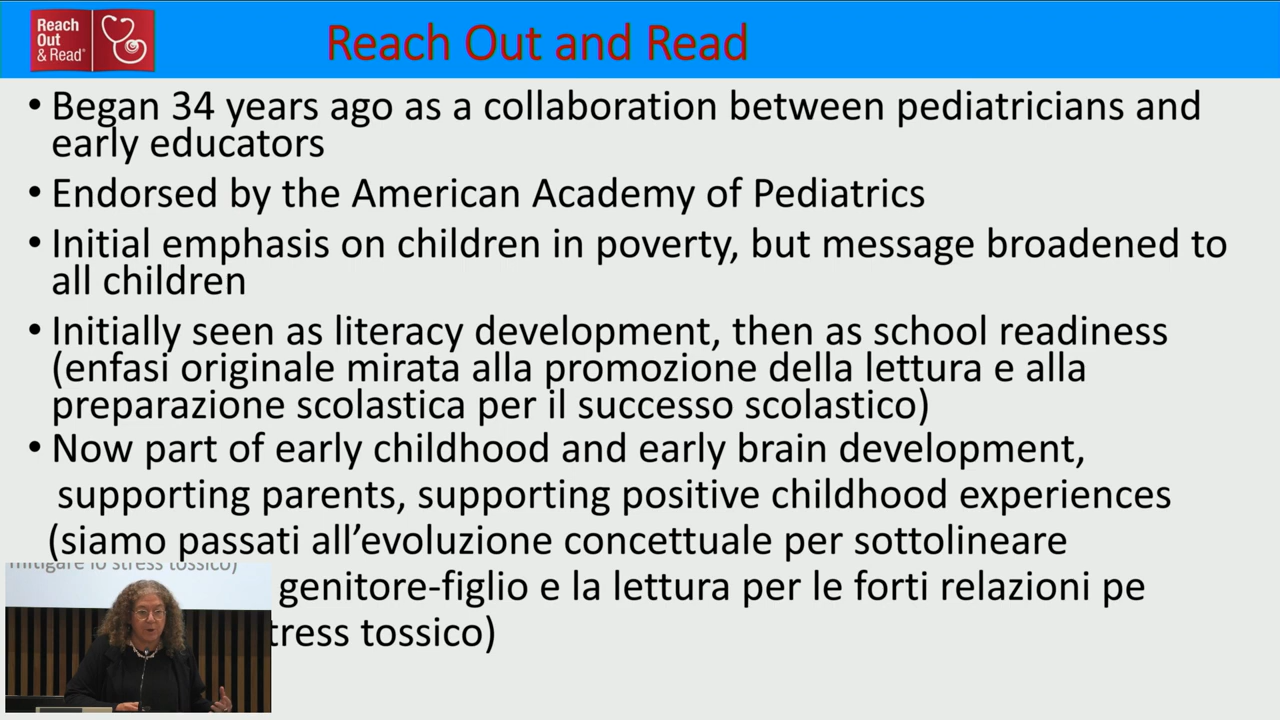 Reach
Out
& Read®
Reach Out and Read
• Began 34 years ago as a collaboration between pediatricians and
early educators
• Endorsed by the American Academy of Pediatrics
• Initial emphasis on children in poverty, but message broadened to
all children
• Initially seen as literacy development, then as school readiness
(enfasi originale mirata alla promozione della lettura e alla
preparazione scolastica per il successo scolastico)
• Now part of early childhood and early brain development,
supporting parents, supporting positive childhood experiences
(siamo passati all’evoluzione concettuale per sottolineare
genitore-figlio e la lettura per le forti relazioni pe
tress tossico)
mitigare lo stress tossico)